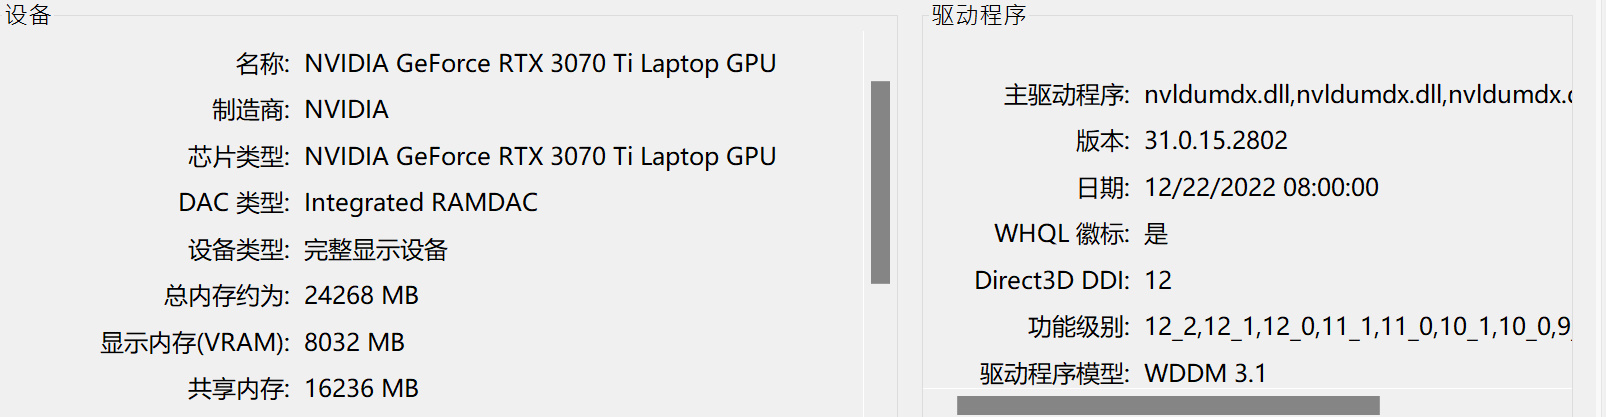 设备
名称: NVIDIA GeForce RTX 3070 Ti Laptop GPU
制造商: NVIDIA
芯片类型: NVIDIA GeForce RTX 3070 Ti Laptop GPU
DAC 类型: Integrated RAMDAC
设备类型: 完整显示设备
总内存约为: 24268 MB
显示内存(VRAM): 8032 MB
共享内存: 16236 MB
驱动程序
主驱动程序: nvldumdx.dll,nvldumdx.dll,nvldumdx.
版本: 31.0.15.2802
日期: 12/22/2022 08:00:00
WHQL 徽标: 是
Direct3D DDI: 12
功能级别: 12_2,12_1,12_0,11_1,11_0,10_1,10_0,9_
驱动程序模型: WDDM 3.1